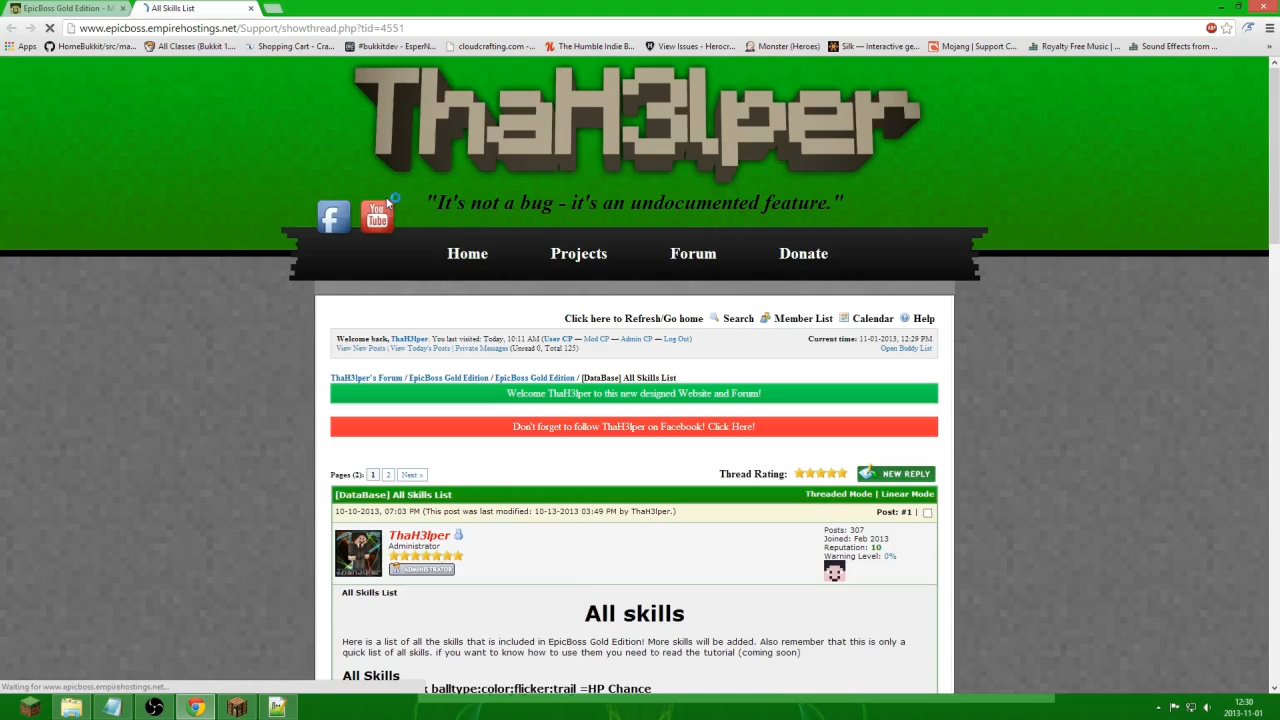 EpicBoss Gold Edition - M
All Skills List
www.epicboss.empirehostings.net/Support/showthread.php?tid=4551
Apps
HomeBukkit/src/ma...
All Classes (Bukkit 1...
Shopping Cart - Cra...
#bukkitdev - EsperN...
cloudcrafting.com -...
The Humble Indie B...
View Issues - Herocr...
Monster (Heroes)
Silk — Interactive ge...
Mojang | Support C...
Royalty Free Music | ...
Sound Effects from ...
ThaH3lper
"It's not a bug - it's an undocumented feature."
You
Tube
Home Projects Forum Donate
Click here to Refresh/Go home Search Member List Calendar Help
Welcome back, ThaH3lper. You last visited: Today, 10:11 AM (User CP — Mod CP — Admin CP — Log Out) Current time: 11-01-2013, 12:29 PM
View New Posts | View Today's Posts | Private Messages (Unread 0, Total 125) Open Buddy List
ThaH3lper's Forum / EpicBoss Gold Edition / EpicBoss Gold Edition / [DataBase] All Skills List
Welcome ThaH3lper to this new designed Website and Forum!
Don't forget to follow ThaH3lper on Facebook! Click Here!
Pages (2): 1 2 Next » Thread Rating: NEW REPLY
[DataBase] All Skills List Threaded Mode | Linear Mode
10-10-2013, 07:03 PM (This post was last modified: 10-13-2013 03:49 PM by ThaH3lper.) Post: #1 |
ThaH3lper
Administrator
ADMINISTRATOR
Posts: 307
Joined: Feb 2013
Reputation: 10
Warning Level: 0%
All Skills List
All skills
Here is a list of all the skills that is included in EpicBoss Gold Edition! More skills will be added. Also remember that this is only a
quick list of all skills. if you want to know how to use them you need to read the tutorial (coming soon)
All Skills
balltype:color:flicker:trail =HP Chance
Waiting for www.epicboss.empirehostings.net...
12:30
2013-11-01